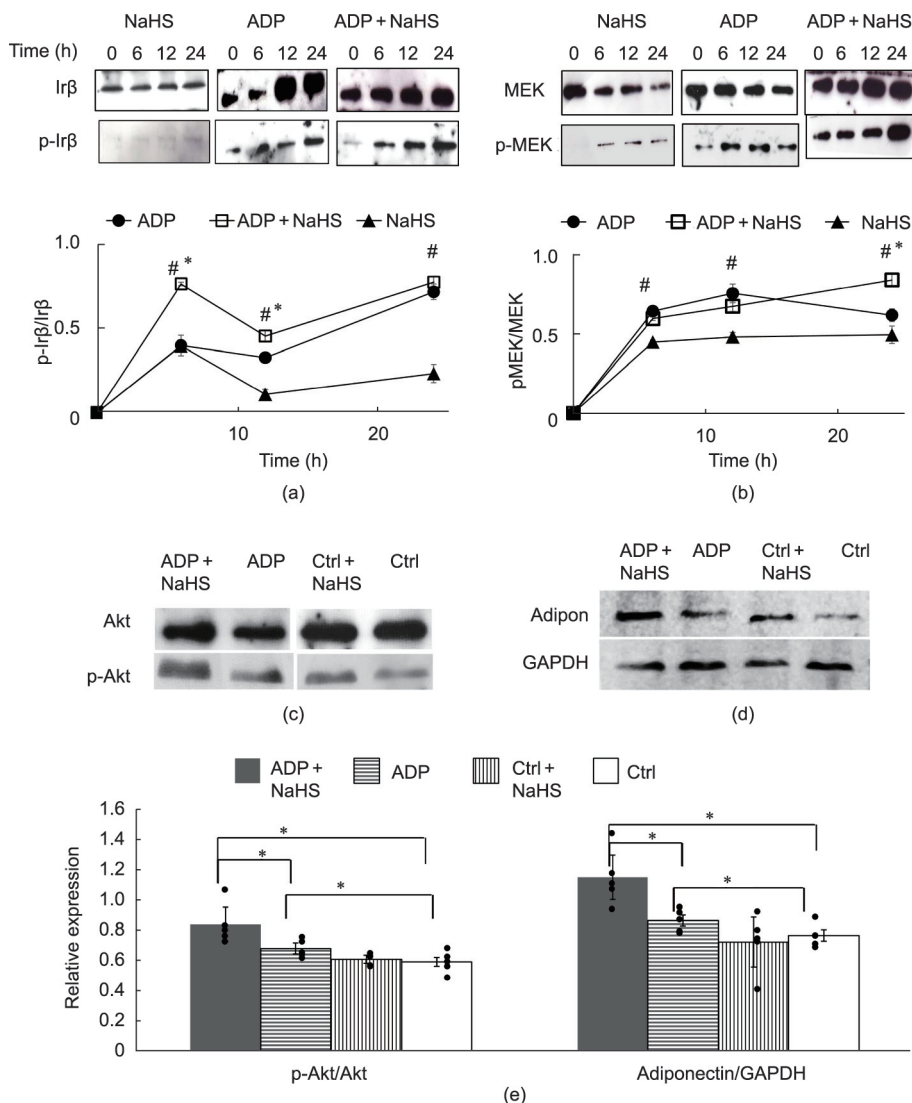 NaHS ADP ADP + NaHS
Time (h) 0 6 12 24 0 6 12 24 0 6 12 24
Irβ
p-Irβ
ADP ADP + NaHS NaHS
1.0
0.5
0
# *
# *
#
p-Irβ/Irβ
10 20
Time (h)
(a)
NaHS ADP ADP + NaHS
0 6 12 24 0 6 12 24 0 6 12 24
MEK
p-MEK
ADP ADP + NaHS NaHS
1.0
0.5
0
#
#
# *
pMEK/MEK
10 20
Time (h)
(b)
ADP + NaHS ADP Ctrl + NaHS Ctrl
Akt
p-Akt
(c)
ADP + NaHS ADP Ctrl + NaHS Ctrl
Adipon
GAPDH
(d)
ADP + NaHS ADP Ctrl + NaHS Ctrl
1.6
1.4
1.2
1.0
0.8
0.6
0.4
0.2
0
Relative expression
* * *
* * *
p-Akt/Akt Adiponectin/GAPDH
(e)